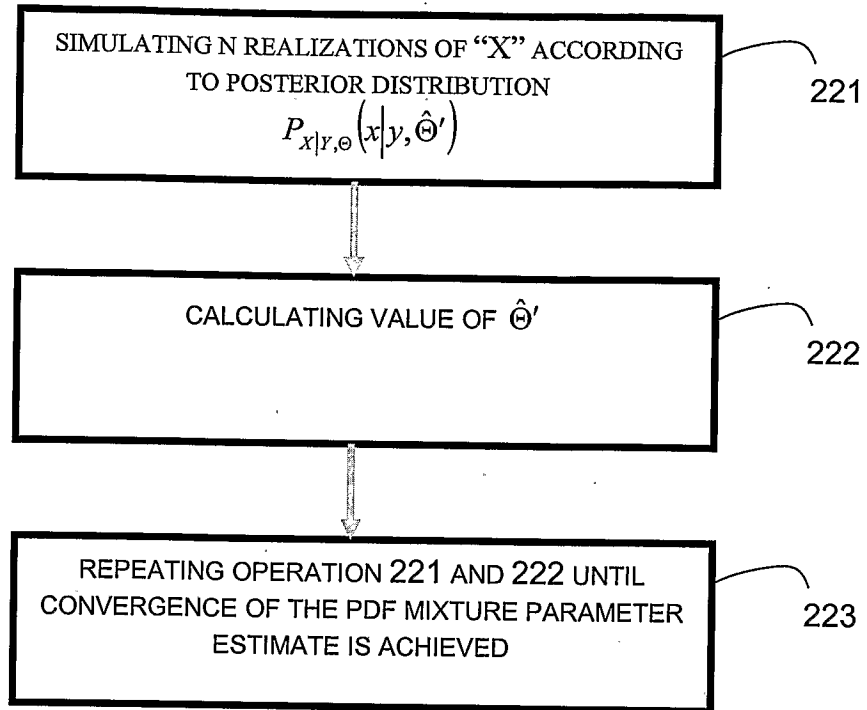 SIMULATING N REALIZATIONS OF “X” ACCORDING
TO POSTERIOR DISTRIBUTION
P_{X|Y,Θ}(x|y,Θ̂′)
221
CALCULATING VALUE OF Θ̂′
222
REPEATING OPERATION 221 AND 222 UNTIL
CONVERGENCE OF THE PDF MIXTURE PARAMETER
ESTIMATE IS ACHIEVED
223